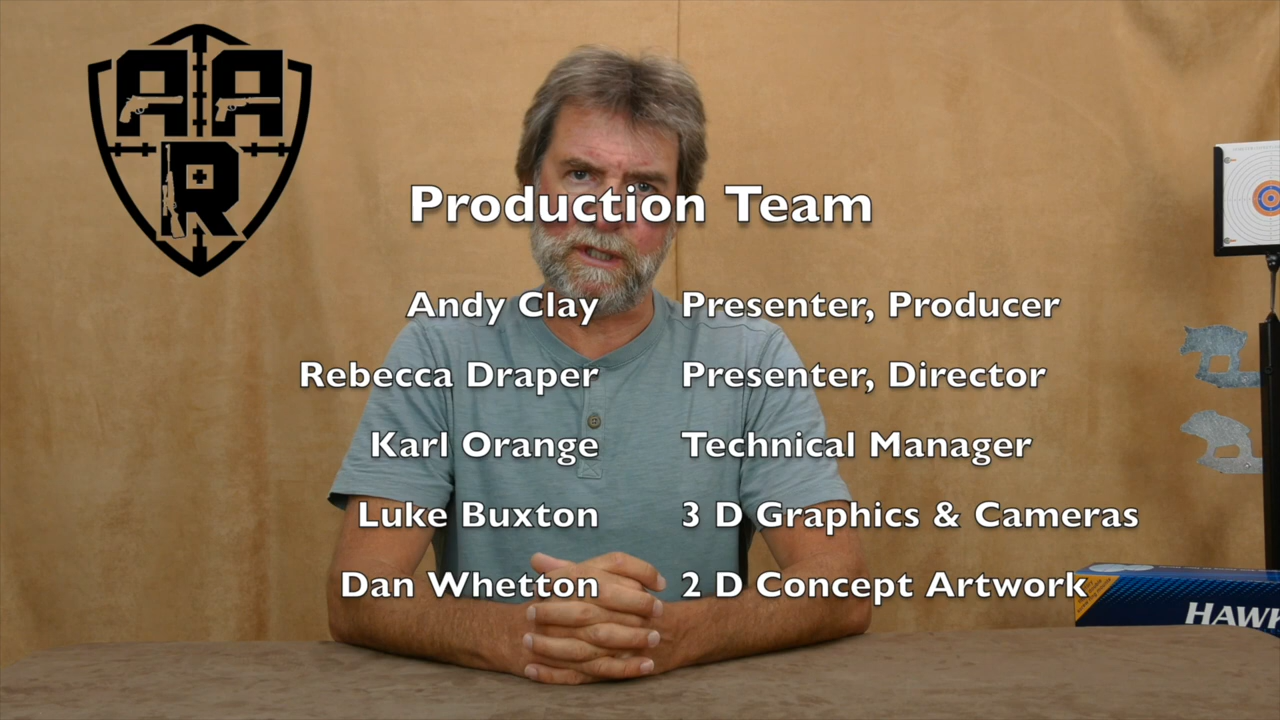 AAR
Production Team
Andy Clay Presenter, Producer
Rebecca Draper Presenter, Director
Karl Orange Technical Manager
Luke Buxton 3 D Graphics & Cameras
Dan Whetton 2 D Concept Artwork
HAWK